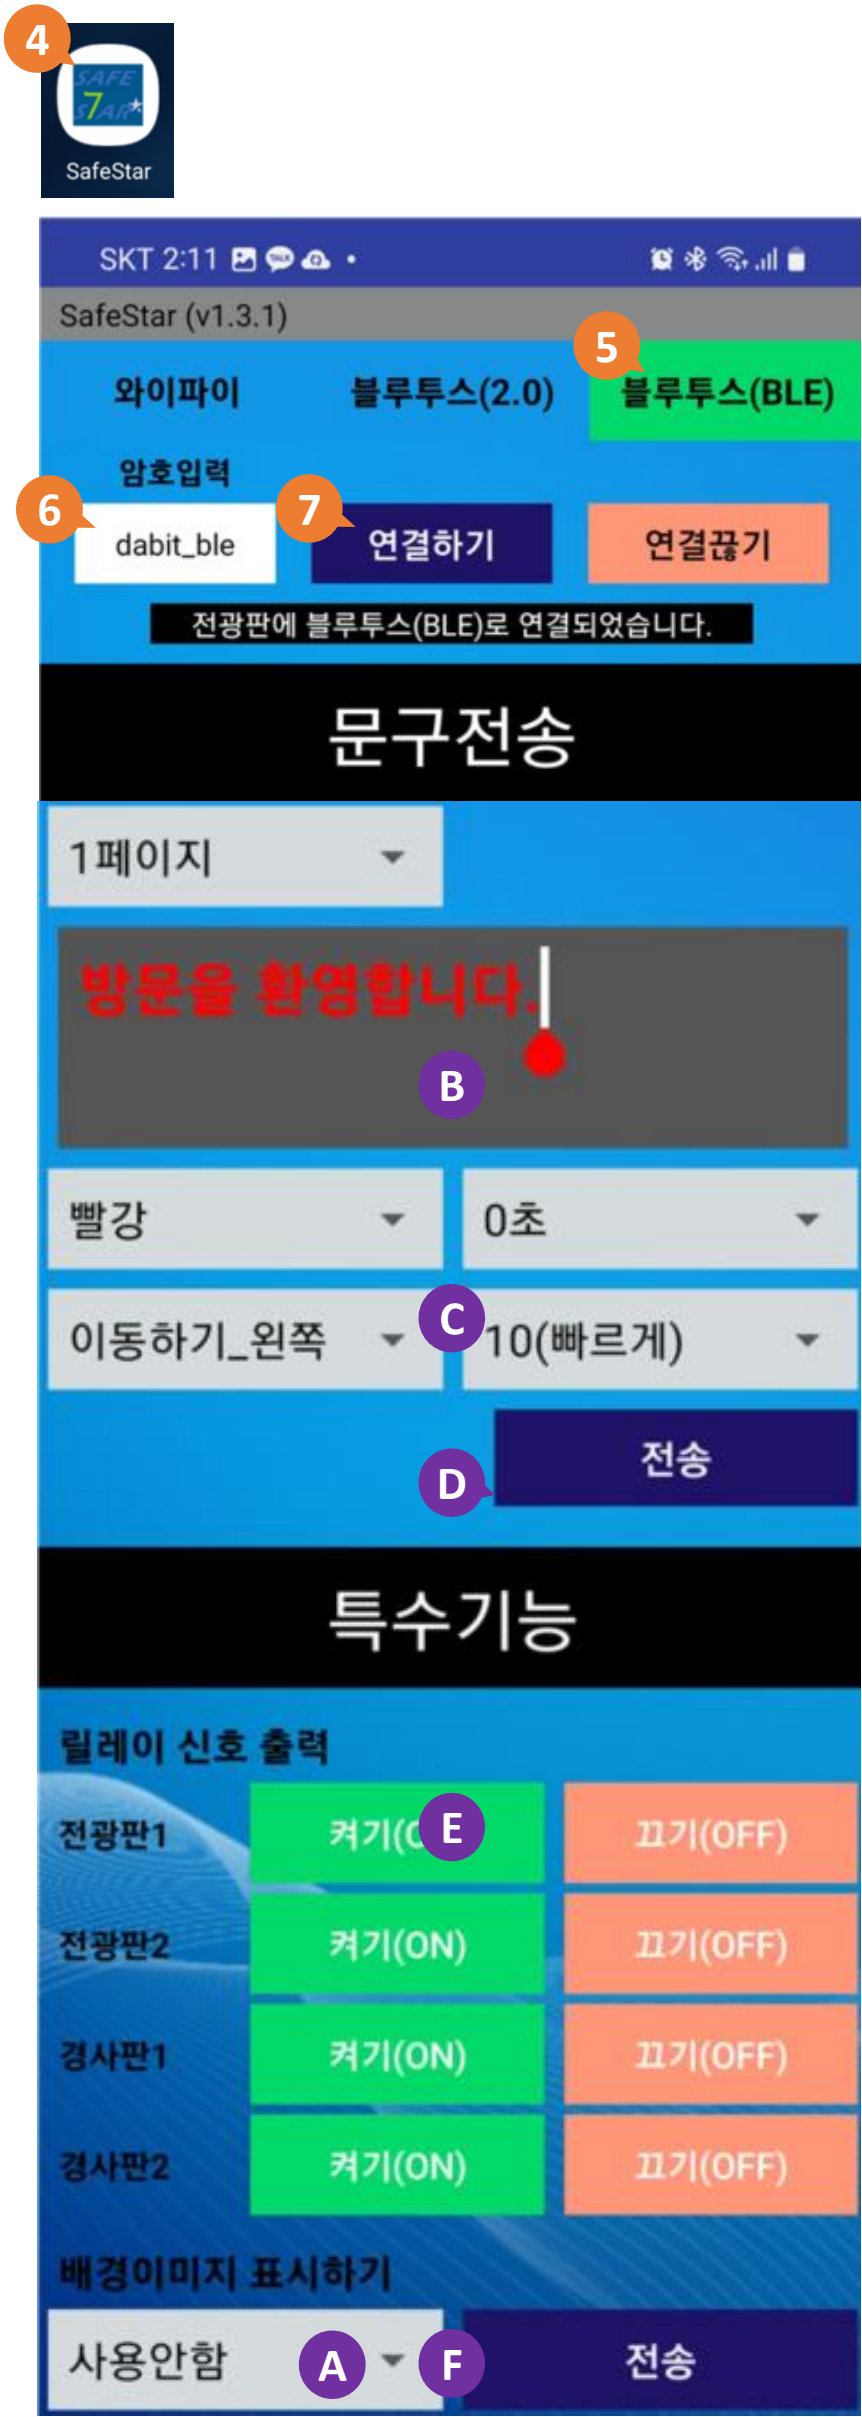 4
SAFE
7
STAR
SafeStar
SKT 2:11
SafeStar (v1.3.1)
5
와이파이 블루투스(2.0) 블루투스(BLE)
암호입력
6 dabit_ble 7 연결하기 연결끊기
전광판에 블루투스(BLE)로 연결되었습니다.
문구전송
1페이지
방문을 환영합니다.
B
빨강 0초
이동하기_왼쪽 C 10(빠르게)
D 전송
특수기능
릴레이 신호 출력
전광판1 켜기(O E 끄기(OFF)
전광판2 켜기(ON) 끄기(OFF)
경사판1 켜기(ON) 끄기(OFF)
경사판2 켜기(ON) 끄기(OFF)
배경이미지 표시하기
사용안함 A F 전송